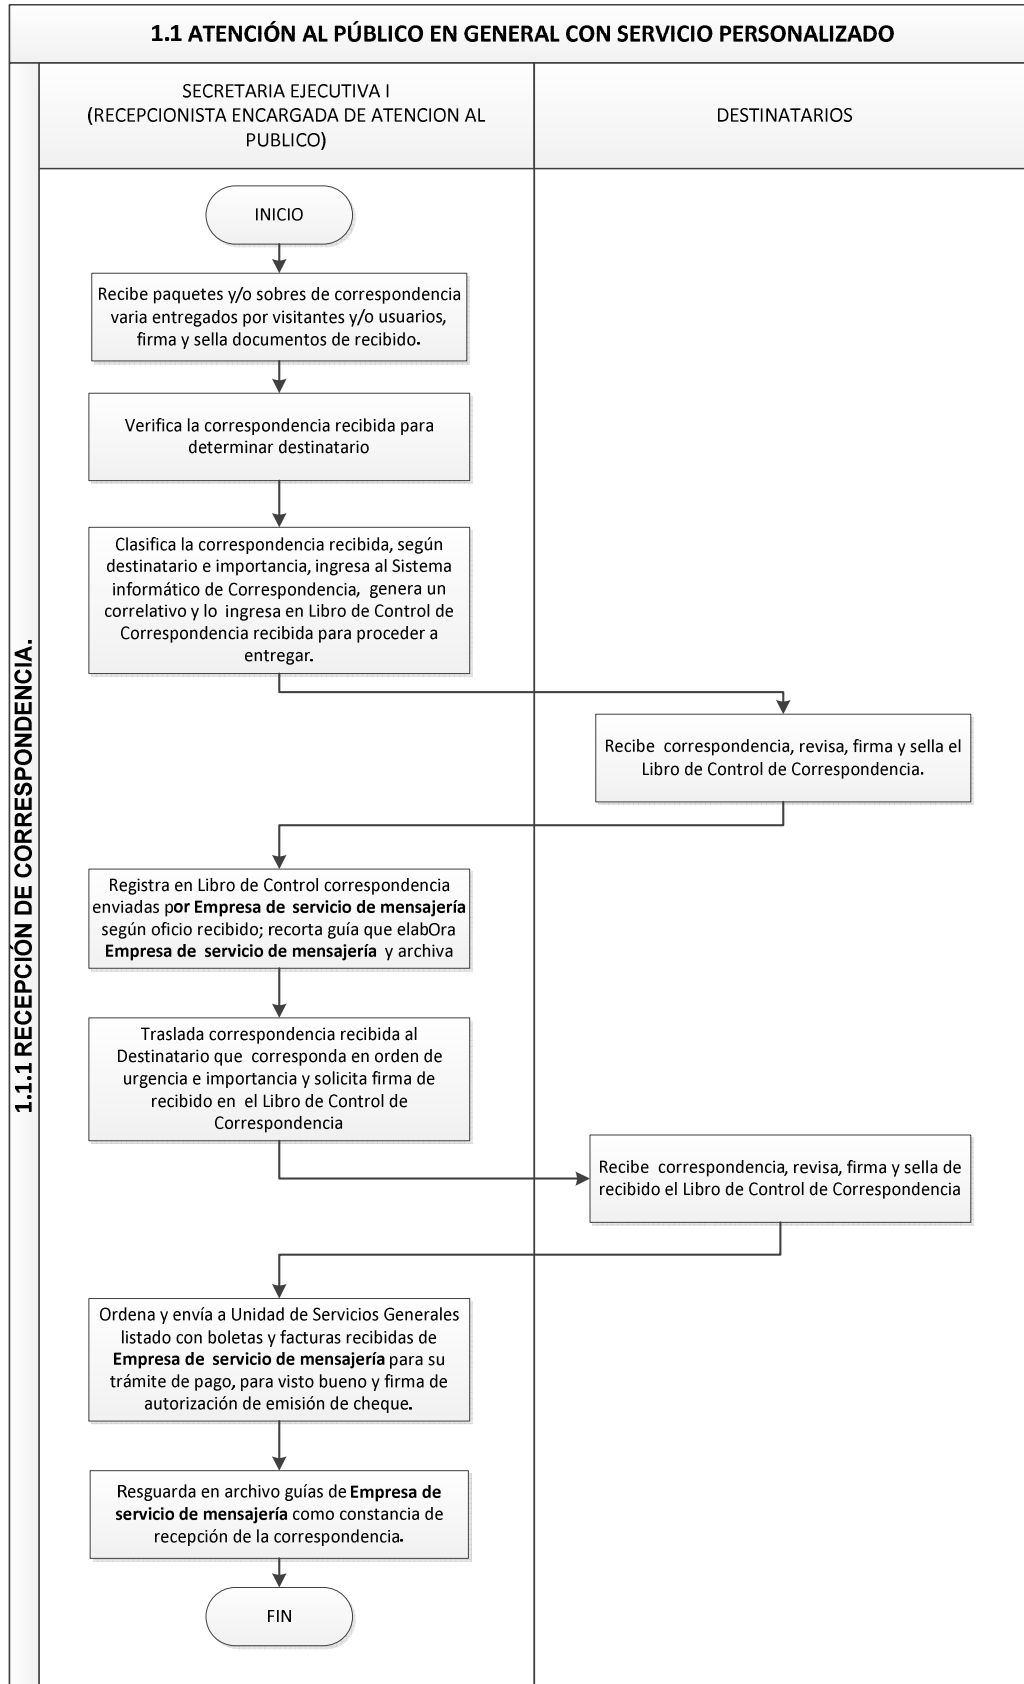 1.1 ATENCIÓN AL PÚBLICO EN GENERAL CON SERVICIO PERSONALIZADO
1.1.1 RECEPCIÓN DE CORRESPONDENCIA.
SECRETARIA EJECUTIVA I
(RECEPCIONISTA ENCARGADA DE ATENCION AL
PUBLICO)
DESTINATARIOS
INICIO
Recibe paquetes y/o sobres de correspondencia
varia entregados por visitantes y/o usuarios,
firma y sella documentos de recibido.
Verifica la correspondencia recibida para
determinar destinatario
Clasifica la correspondencia recibida, según
destinatario e importancia, ingresa al Sistema
informático de Correspondencia, genera un
correlativo y lo ingresa en Libro de Control de
Correspondencia recibida para proceder a
entregar.
Recibe correspondencia, revisa, firma y sella el
Libro de Control de Correspondencia.
Registra en Libro de Control correspondencia
enviadas por Empresa de servicio de mensajería
según oficio recibido; recorta guía que elabOra
Empresa de servicio de mensajería y archiva
Traslada correspondencia recibida al
Destinatario que corresponda en orden de
urgencia e importancia y solicita firma de
recibido en el Libro de Control de
Correspondencia
Recibe correspondencia, revisa, firma y sella de
recibido el Libro de Control de Correspondencia
Ordena y envía a Unidad de Servicios Generales
listado con boletas y facturas recibidas de
Empresa de servicio de mensajería para su
trámite de pago, para visto bueno y firma de
autorización de emisión de cheque.
Resguarda en archivo guías de Empresa de
servicio de mensajería como constancia de
recepción de la correspondencia.
FIN